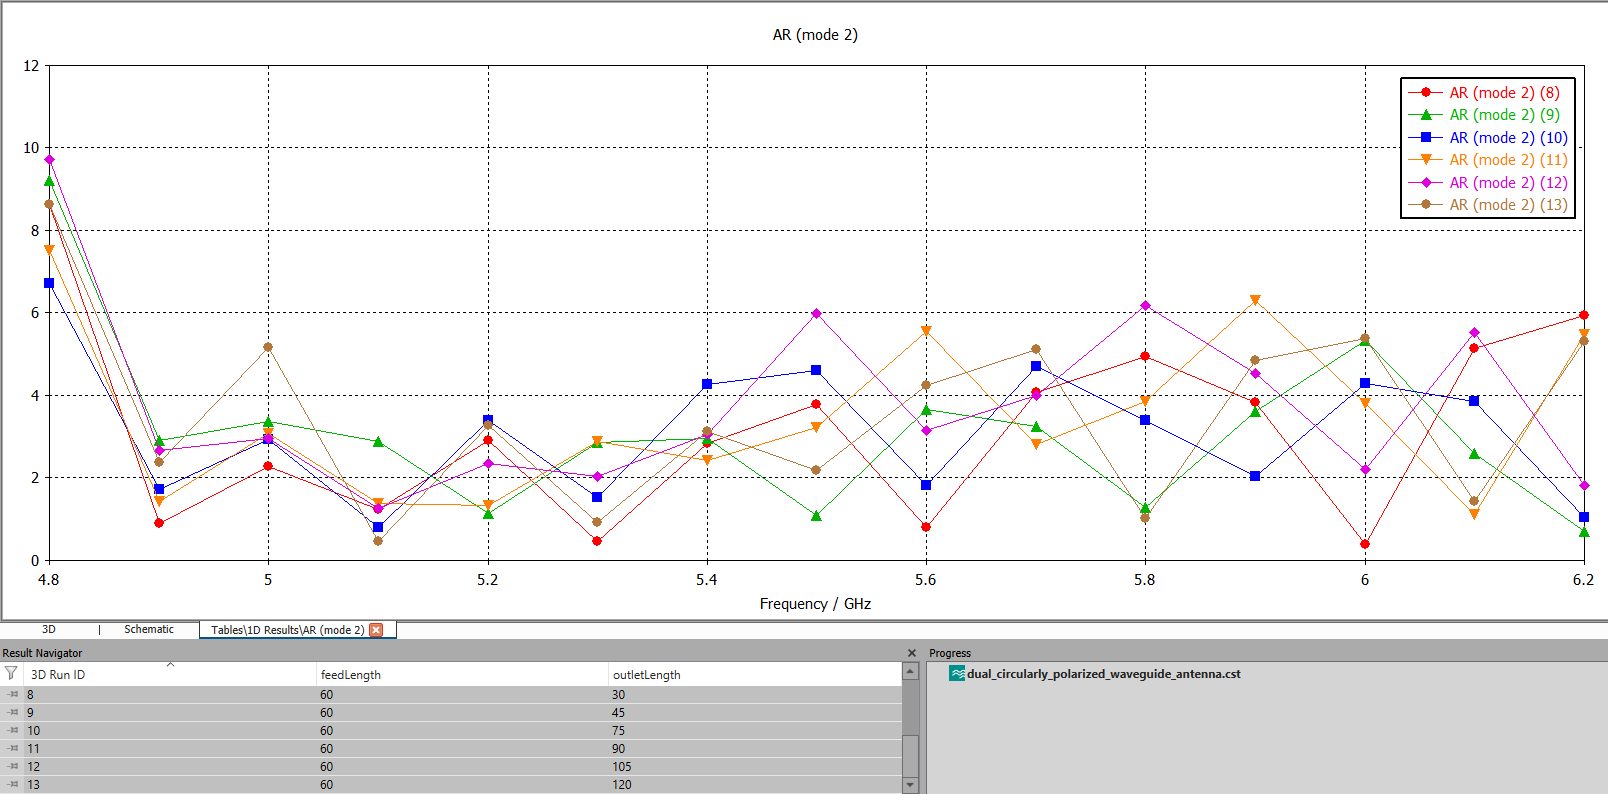 AR (mode 2)
12
10
8
6
4
2
0
4.8 5 5.2 5.4 5.6 5.8 6 6.2
Frequency / GHz
AR (mode 2) (8)
AR (mode 2) (9)
AR (mode 2) (10)
AR (mode 2) (11)
AR (mode 2) (12)
AR (mode 2) (13)
3D | Schematic Tables\1D Results\AR (mode 2)
Result Navigator
3D Run ID feedLength outletLength
8 60 30
9 60 45
10 60 75
11 60 90
12 60 105
13 60 120
Progress
dual_circularly_polarized_waveguide_antenna.cst